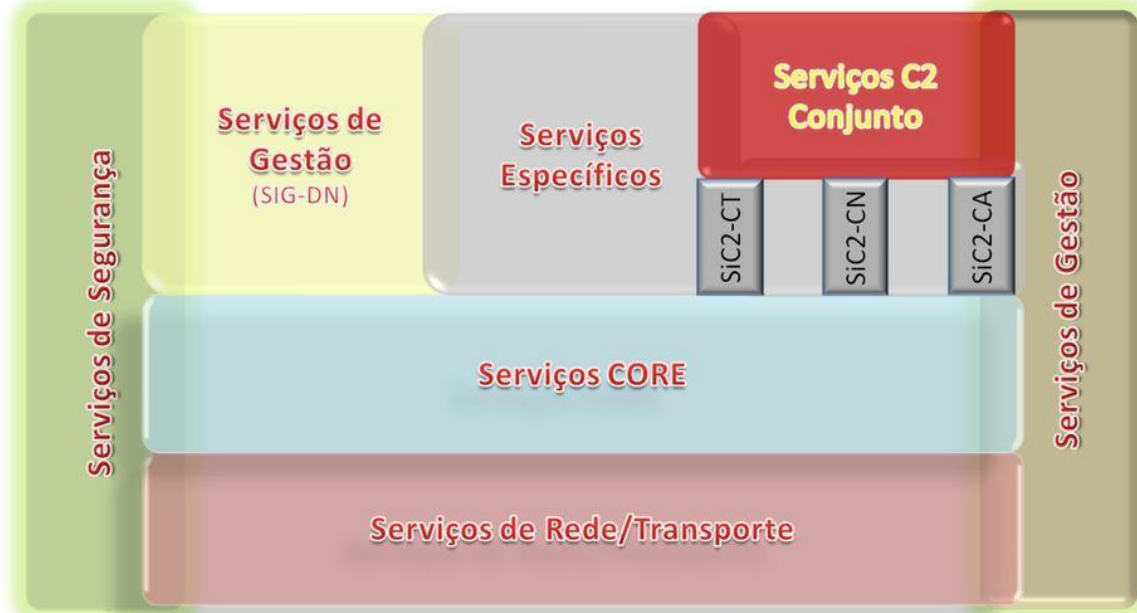 Serviços de Segurança
Serviços de
Gestão
(SIG-DN)
Serviços
Específicos
Serviços C2
Conjunto
SiC2-CT
SiC2-CN
SiC2-CA
Serviços de Gestão
Serviços CORE
Serviços de Rede/Transporte